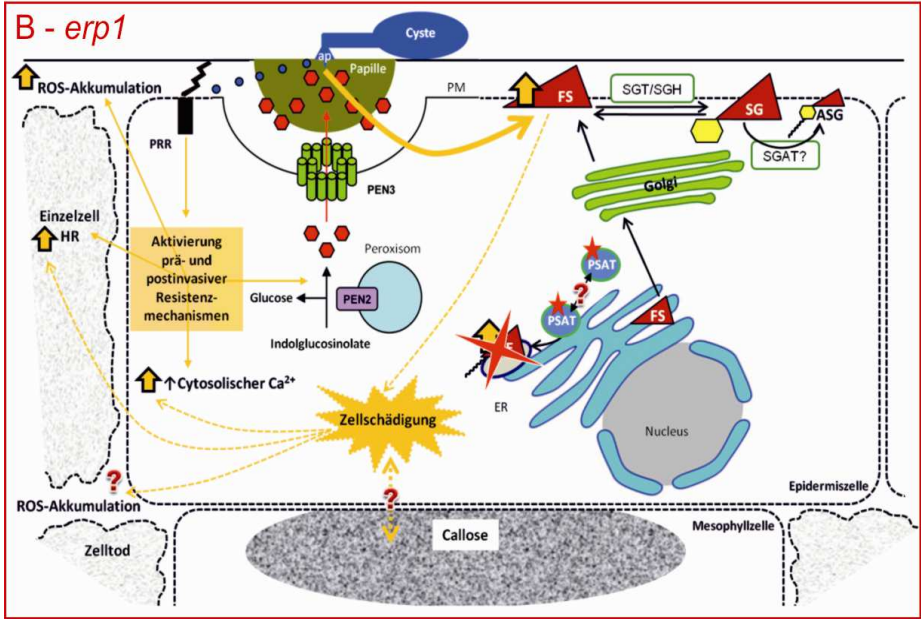 B - erp1
Cyste
ap
Papille
ROS-Akkumulation
PM
FS
SGT/SGH
SG
ASG
SGAT?
PRR
PEN3
Golgi
Einzelzell
HR
Aktivierung
prä- und
postinvasiver
Resistenz-
mechanismen
Peroxisom
PEN2
Glucose
Indolglucosinolate
PSAT
?
PSAT
FS
E
ER
↑Cytosolischer Ca²⁺
Zellschädigung
Nucleus
?
ROS-Akkumulation
?
Epidermiszelle
Mesophyllzelle
Callose
Zelltod